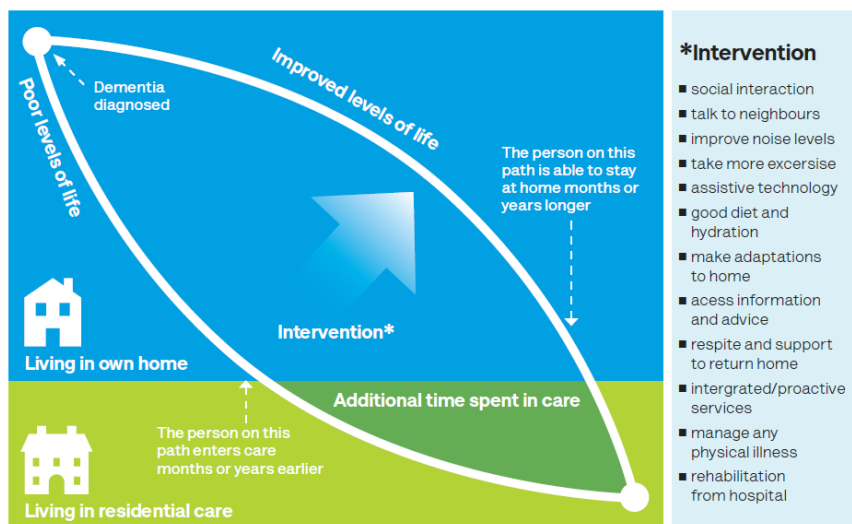 Dementia
diagnosed
Poor levels of life
Improved levels of life
The person on this
path is able to stay
at home months or
years longer
Intervention*
Living in own home
Additional time spent in care
The person on this
path enters care
months or years earlier
Living in residential care
*Intervention
■ social interaction
■ talk to neighbours
■ improve noise levels
■ take more excersise
■ assistive technology
■ good diet and
hydration
■ make adaptations
to home
■ acess information
and advice
■ respite and support
to return home
■ intergrated/proactive
services
■ manage any
physical illness
■ rehabilitation
from hospital